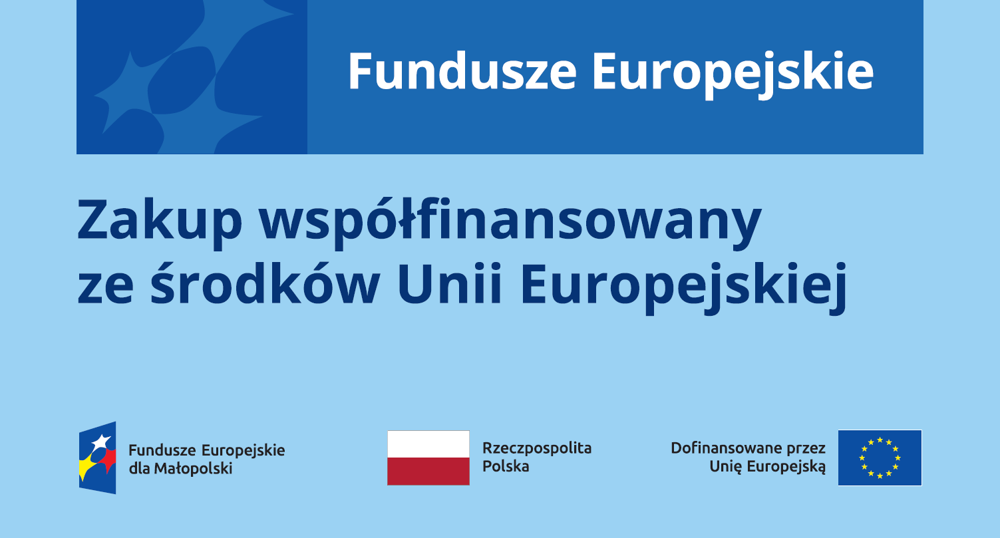 Fundusze Europejskie
Zakup współfinansowany
ze środków Unii Europejskiej
Fundusze Europejskie
dla Małopolski
Rzeczpospolita
Polska
Dofinansowane przez
Unię Europejską